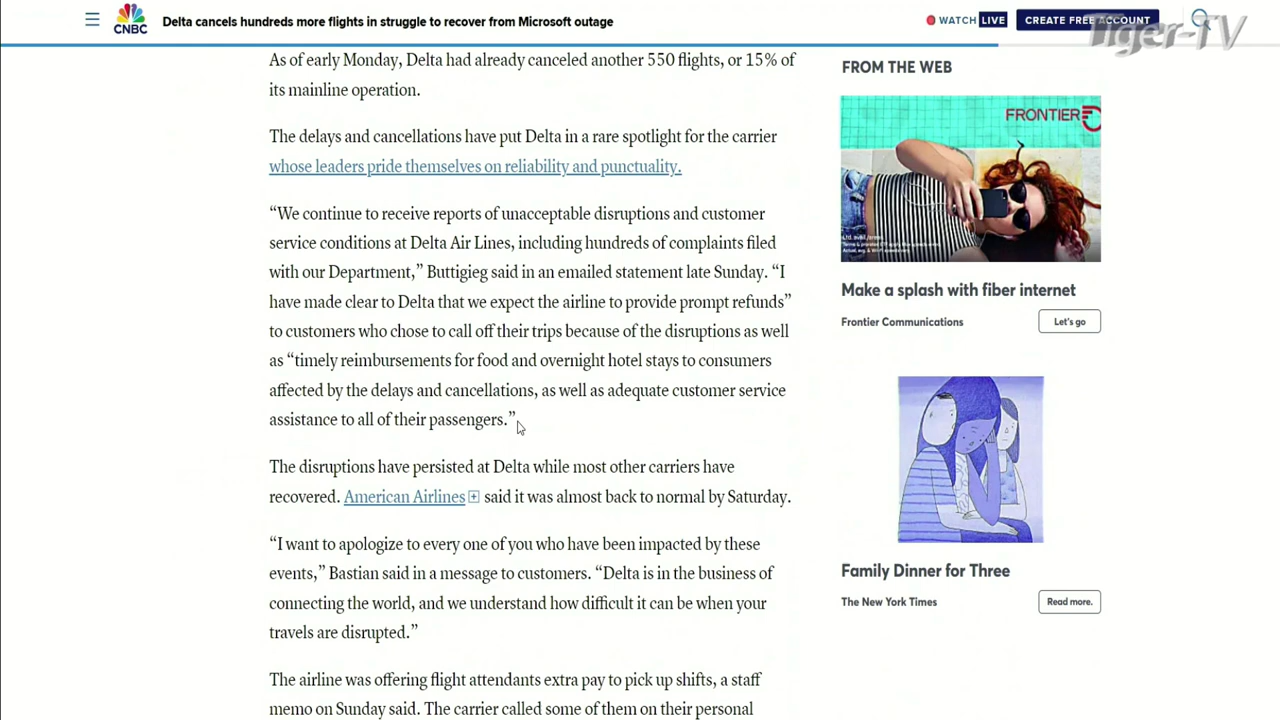 CNBC
Delta cancels hundreds more flights in struggle to recover from Microsoft outage
WATCH LIVE
CREATE FREE ACCOUNT
Tiger-TV
As of early Monday, Delta had already canceled another 550 flights, or 15% of
its mainline operation.
The delays and cancellations have put Delta in a rare spotlight for the carrier
whose leaders pride themselves on reliability and punctuality.
“We continue to receive reports of unacceptable disruptions and customer
service conditions at Delta Air Lines, including hundreds of complaints filed
with our Department,” Buttigieg said in an emailed statement late Sunday. “I
have made clear to Delta that we expect the airline to provide prompt refunds”
to customers who chose to call off their trips because of the disruptions as well
as “timely reimbursements for food and overnight hotel stays to consumers
affected by the delays and cancellations, as well as adequate customer service
assistance to all of their passengers.”
The disruptions have persisted at Delta while most other carriers have
recovered. American Airlines said it was almost back to normal by Saturday.
“I want to apologize to every one of you who have been impacted by these
events,” Bastian said in a message to customers. “Delta is in the business of
connecting the world, and we understand how difficult it can be when your
travels are disrupted.”
The airline was offering flight attendants extra pay to pick up shifts, a staff
memo on Sunday said. The carrier called some of them on their personal
FROM THE WEB
FRONTIER
Make a splash with fiber internet
Frontier Communications
Let's go
Family Dinner for Three
The New York Times
Read more.